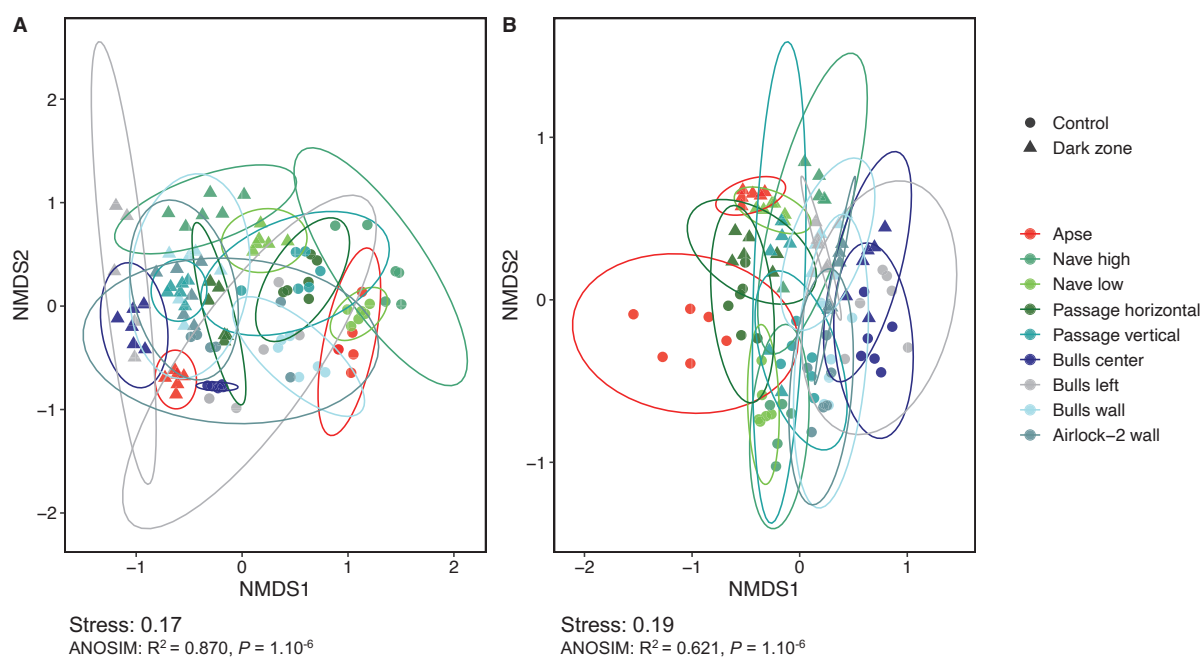 A
NMDS2
2
1
0
−1
−2
−1
0
1
2
NMDS1
Stress: 0.17
ANOSIM: R² = 0.870, P = 1.10⁻⁶
B
NMDS2
1
0
−1
−2
−1
0
1
NMDS1
Stress: 0.19
ANOSIM: R² = 0.621, P = 1.10⁻⁶
Control
Dark zone
Apse
Nave high
Nave low
Passage horizontal
Passage vertical
Bulls center
Bulls left
Bulls wall
Airlock−2 wall